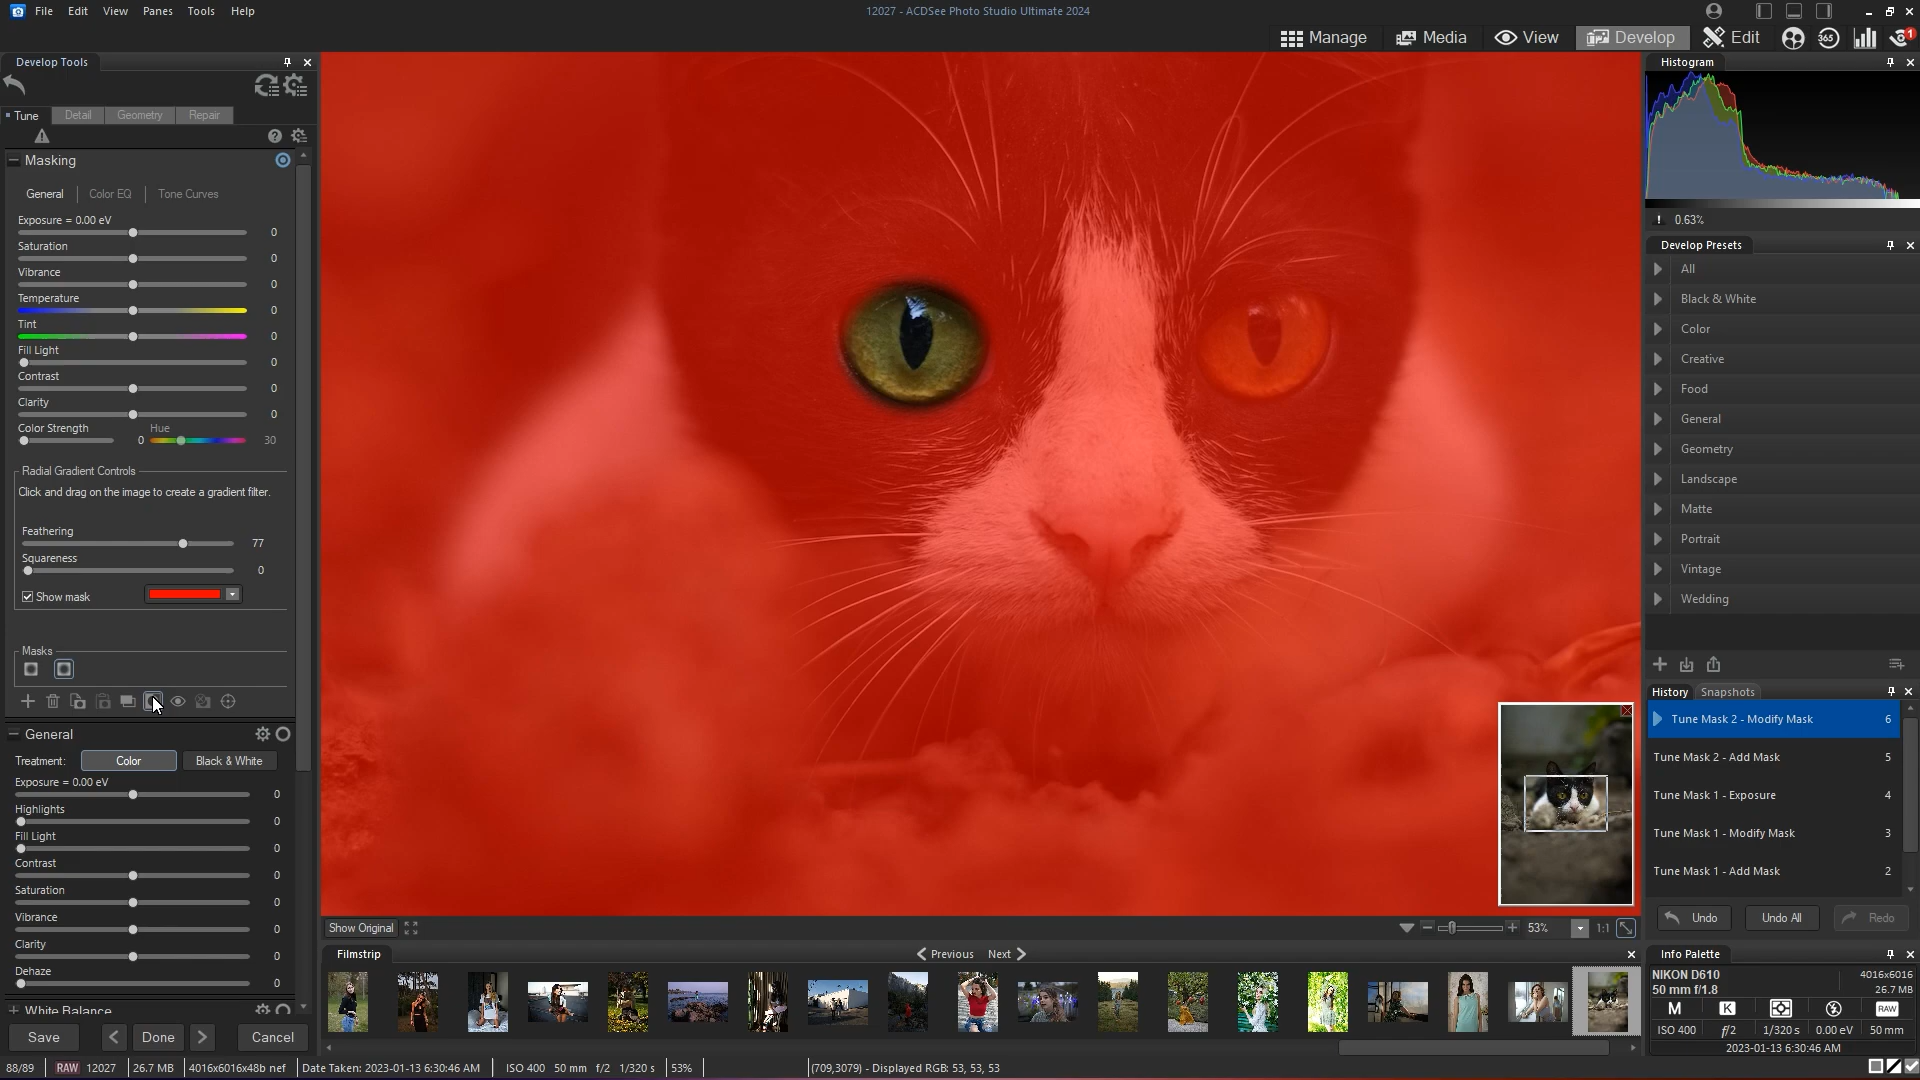 File Edit View Panes Tools Help
12027 - ACDSee Photo Studio Ultimate 2024
Manage Media View Develop Edit 365 1
Develop Tools
Tune Detail Geometry Repair
Masking
General Color EQ Tone Curves
Exposure = 0.00 eV
0
Saturation
0
Vibrance
0
Temperature
0
Tint
0
Fill Light
0
Contrast
0
Clarity
0
Color Strength Hue
0 30
Radial Gradient Controls
Click and drag on the image to create a gradient filter.
Feathering
77
Squareness
0
Show mask
Masks
General
Treatment: Color Black & White
Exposure = 0.00 eV
0
Highlights
0
Fill Light
0
Contrast
0
Saturation
0
Vibrance
0
Clarity
0
Dehaze
0
White Balance
Save Done Cancel
Show Original
53% 1:1
Filmstrip
Previous Next
Histogram
! 0.63%
Develop Presets
All
Black & White
Color
Creative
Food
General
Geometry
Landscape
Matte
Portrait
Vintage
Wedding
History Snapshots
Tune Mask 2 - Modify Mask 6
Tune Mask 2 - Add Mask 5
Tune Mask 1 - Exposure 4
Tune Mask 1 - Modify Mask 3
Tune Mask 1 - Add Mask 2
Undo Undo All Redo
Info Palette
NIKON D610 4016x6016
50 mm f/1.8 26.7 MB
M K RAW
ISO 400 f/2 1/320 s 0.00 eV 50 mm
2023-01-13 6:30:46 AM
88/89 RAW 12027 26.7 MB 4016x6016x48b nef Date Taken: 2023-01-13 6:30:46 AM ISO 400 50 mm f/2 1/320 s 53% (709,3079) - Displayed RGB: 53, 53, 53